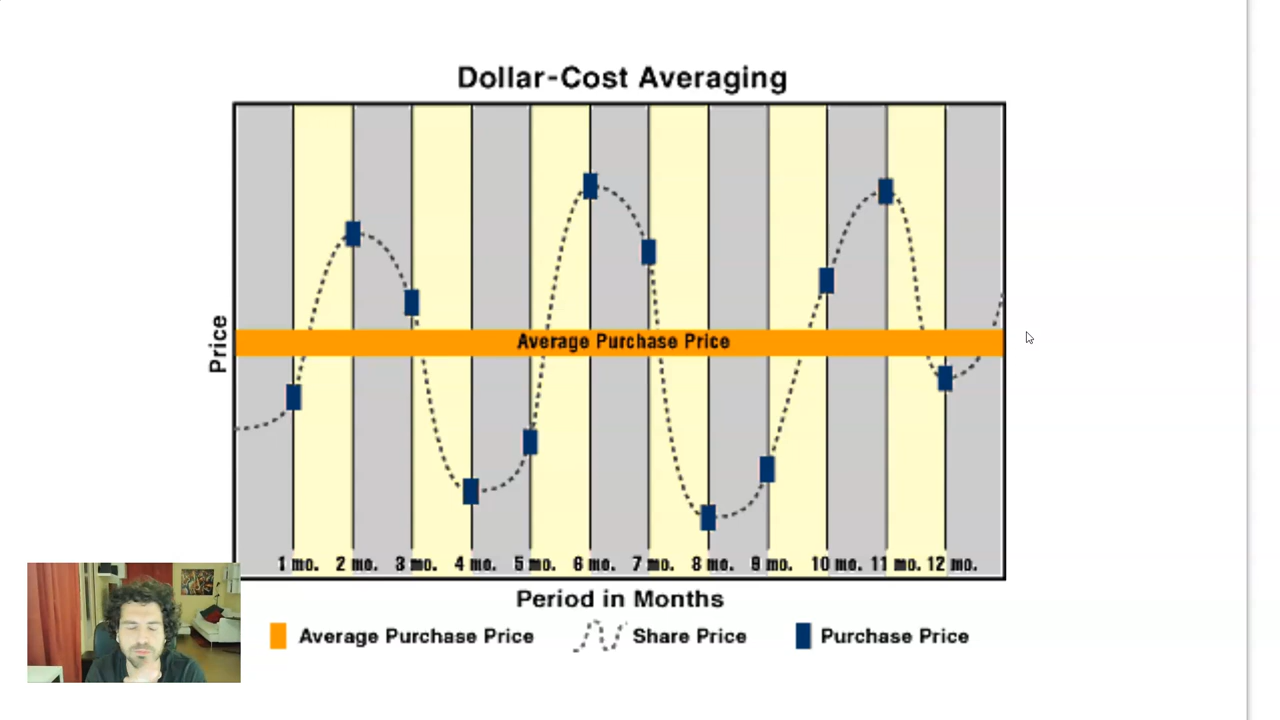 Dollar-Cost Averaging
Price
Average Purchase Price
1 mo. 2 mo. 3 mo. 4 mo. 5 mo. 6 mo. 7 mo. 8 mo. 9 mo. 10 mo. 11 mo. 12 mo.
Period in Months
Average Purchase Price Share Price Purchase Price